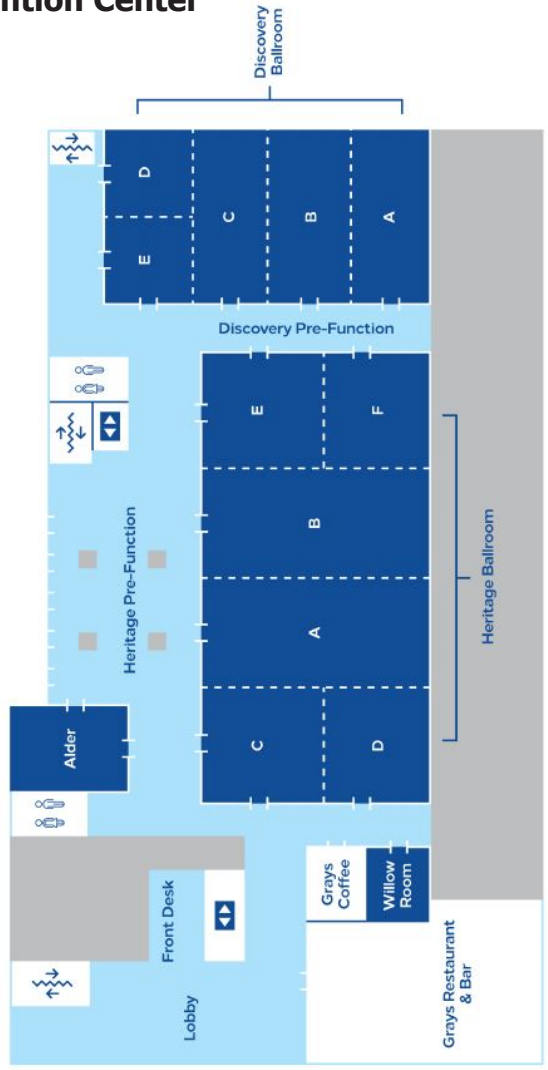 ntion Center
Discovery
Ballroom
D
E
C
B
A
Discovery Pre-Function
E
F
B
A
C
D
Heritage Pre-Function
Heritage Ballroom
Alder
Front Desk
Lobby
Grays
Coffee
Willow
Room
Grays Restaurant
& Bar